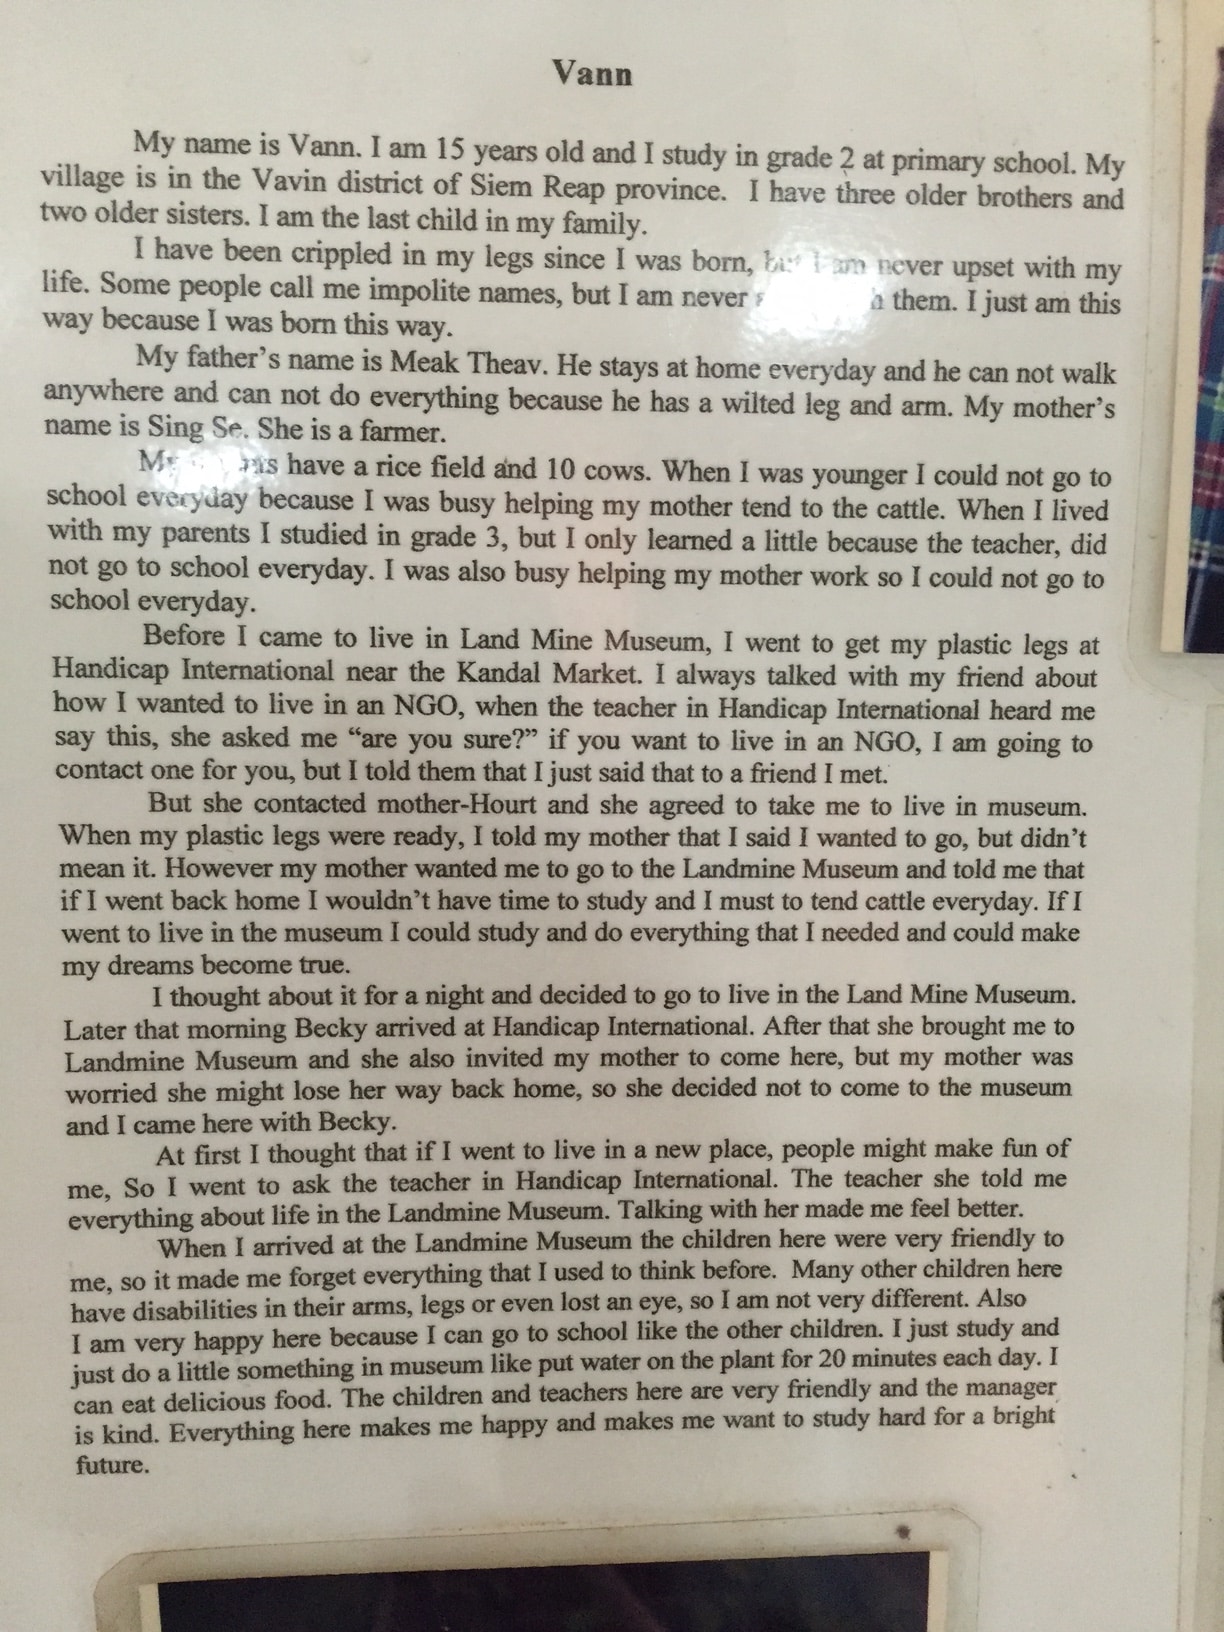 Vann
My name is Vann. I am 15 years old and I study in grade 2 at primary school. My
village is in the Vavin district of Siem Reap province. I have three older brothers and
two older sisters. I am the last child in my family.
I have been crippled in my legs since I was born, but I am never upset with my
life. Some people call me impolite names, but I am never them. I just am this
way because I was born this way.
My father's name is Meak Theav. He stays at home everyday and he can not walk
anywhere and can not do everything because he has a wilted leg and arm. My mother's
name is Sing Se. She is a farmer.
My have a rice field and 10 cows. When I was younger I could not go to
school everyday because I was busy helping my mother tend to the cattle. When I lived
with my parents I studied in grade 3, but I only learned a little because the teacher, did
not go to school everyday. I was also busy helping my mother work so I could not go to
school everyday.
Before I came to live in Land Mine Museum, I went to get my plastic legs at
Handicap International near the Kandal Market. I always talked with my friend about
how I wanted to live in an NGO, when the teacher in Handicap International heard me
say this, she asked me “are you sure?” if you want to live in an NGO, I am going to
contact one for you, but I told them that I just said that to a friend I met.
But she contacted mother-Hourt and she agreed to take me to live in museum.
When my plastic legs were ready, I told my mother that I said I wanted to go, but didn't
mean it. However my mother wanted me to go to the Landmine Museum and told me that
if I went back home I wouldn't have time to study and I must to tend cattle everyday. If I
went to live in the museum I could study and do everything that I needed and could make
my dreams become true.
I thought about it for a night and decided to go to live in the Land Mine Museum.
Later that morning Becky arrived at Handicap International. After that she brought me to
Landmine Museum and she also invited my mother to come here, but my mother was
worried she might lose her way back home, so she decided not to come to the museum
and I came here with Becky.
At first I thought that if I went to live in a new place, people might make fun of
me, So I went to ask the teacher in Handicap International. The teacher she told me
everything about life in the Landmine Museum. Talking with her made me feel better.
When I arrived at the Landmine Museum the children here were very friendly to
me, so it made me forget everything that I used to think before. Many other children here
have disabilities in their arms, legs or even lost an eye, so I am not very different. Also
I am very happy here because I can go to school like the other children. I just study and
just do a little something in museum like put water on the plant for 20 minutes each day. I
can eat delicious food. The children and teachers here are very friendly and the manager
is kind. Everything here makes me happy and makes me want to study hard for a bright
future.